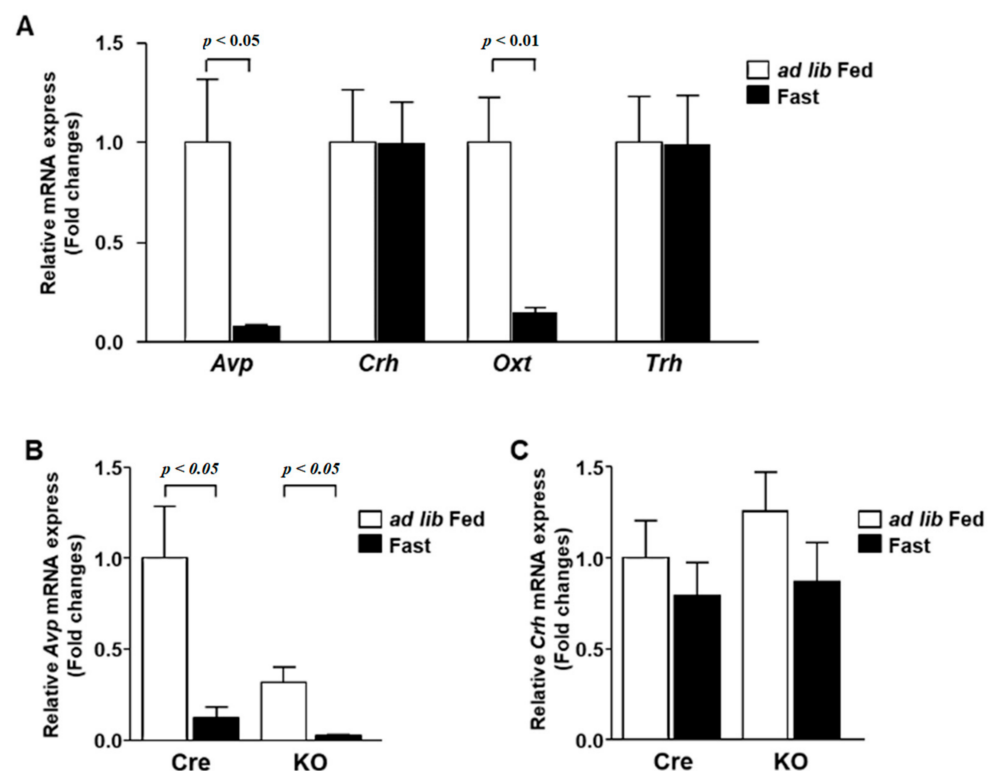 A
p < 0.05
p < 0.01
ad lib Fed
Fast
Relative mRNA express
(Fold changes)
1.5
1.0
0.5
0.0
Avp Crh Oxt Trh
B
p < 0.05
p < 0.05
ad lib Fed
Fast
Relative Avp mRNA express
(Fold changes)
1.5
1.0
0.5
0.0
Cre KO
C
ad lib Fed
Fast
Relative Crh mRNA express
(Fold changes)
1.5
1.0
0.5
0.0
Cre KO